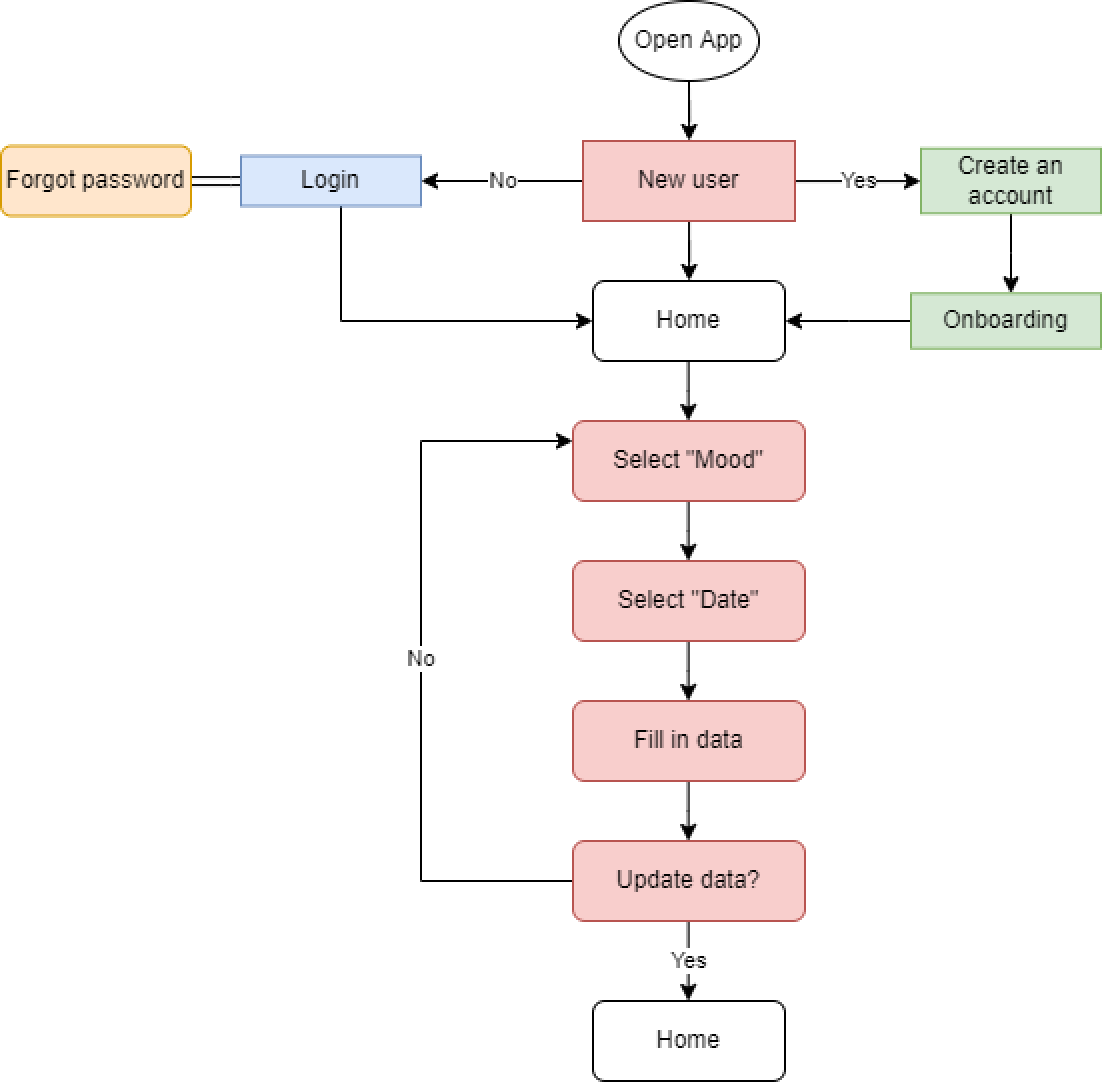 Open App
Forgot password
Login
No
New user
Yes
Create an
account
Home
Onboarding
Select "Mood"
Select "Date"
No
Fill in data
Update data?
Yes
Home